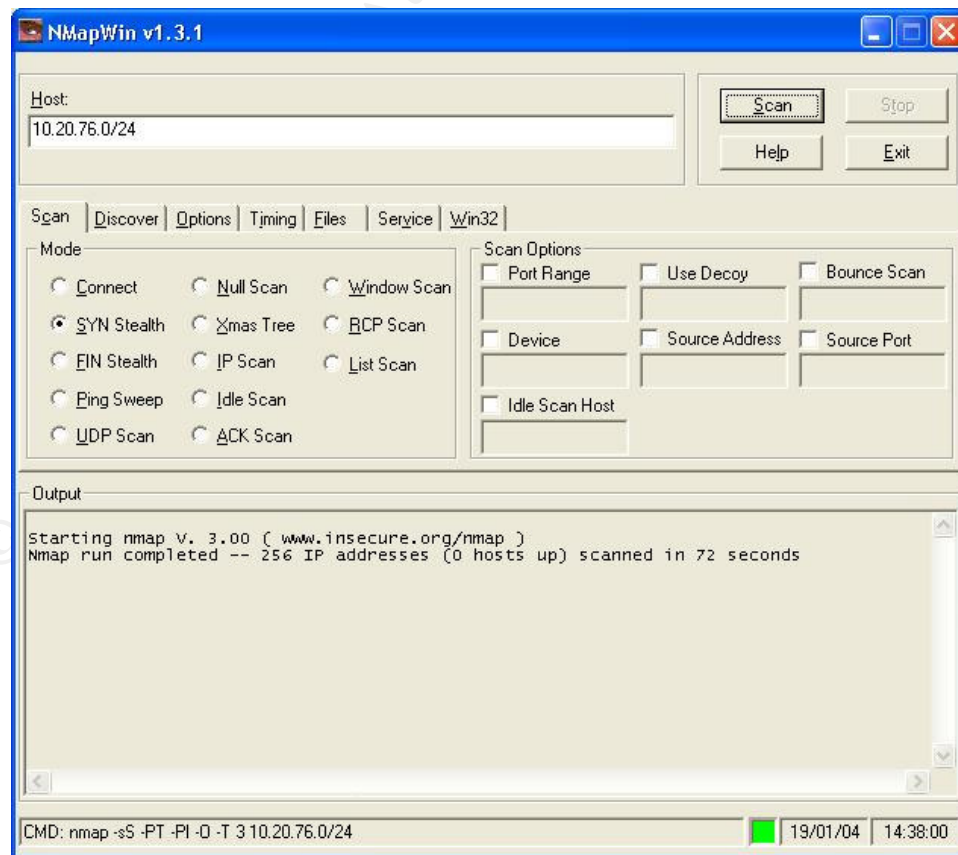 NMapWin v1.3.1
Host:
10.20.76.0/24
Scan
Stop
Help
Exit
Scan Discover Options Timing Files Service Win32
Mode
Connect Null Scan Window Scan
SYN Stealth Xmas Tree RCP Scan
FIN Stealth IP Scan List Scan
Ping Sweep Idle Scan
UDP Scan ACK Scan
Scan Options
Port Range Use Decoy Bounce Scan
Device Source Address Source Port
Idle Scan Host
Output
Starting nmap V. 3.00 ( www.insecure.org/nmap )
Nmap run completed -- 256 IP addresses (0 hosts up) scanned in 72 seconds
CMD: nmap -sS -PT -PI -O -T 3 10.20.76.0/24
19/01/04
14:38:00